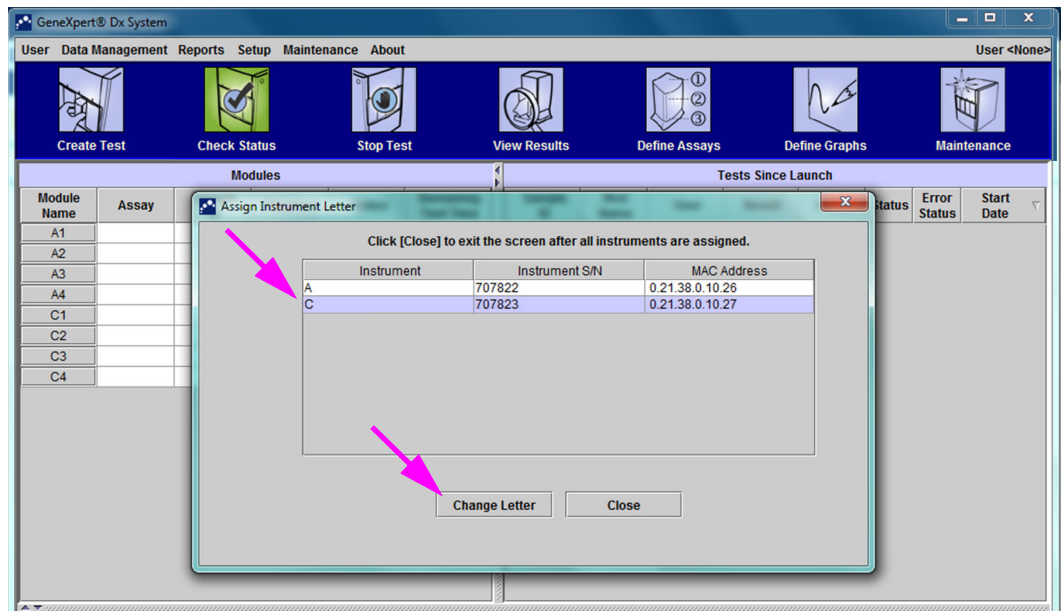 GeneXpert® Dx System
User Data Management Reports Setup Maintenance About User <None>
① ② ③
Create Test Check Status Stop Test View Results Define Assays Define Graphs Maintenance
Modules Tests Since Launch
Module Name Assay Status Error Status Start Date
Assign Instrument Letter
Click [Close] to exit the screen after all instruments are assigned.
Instrument Instrument S/N MAC Address
A 707822 0.21.38.0.10.26
C 707823 0.21.38.0.10.27
A1
A2
A3
A4
C1
C2
C3
C4
Change Letter Close